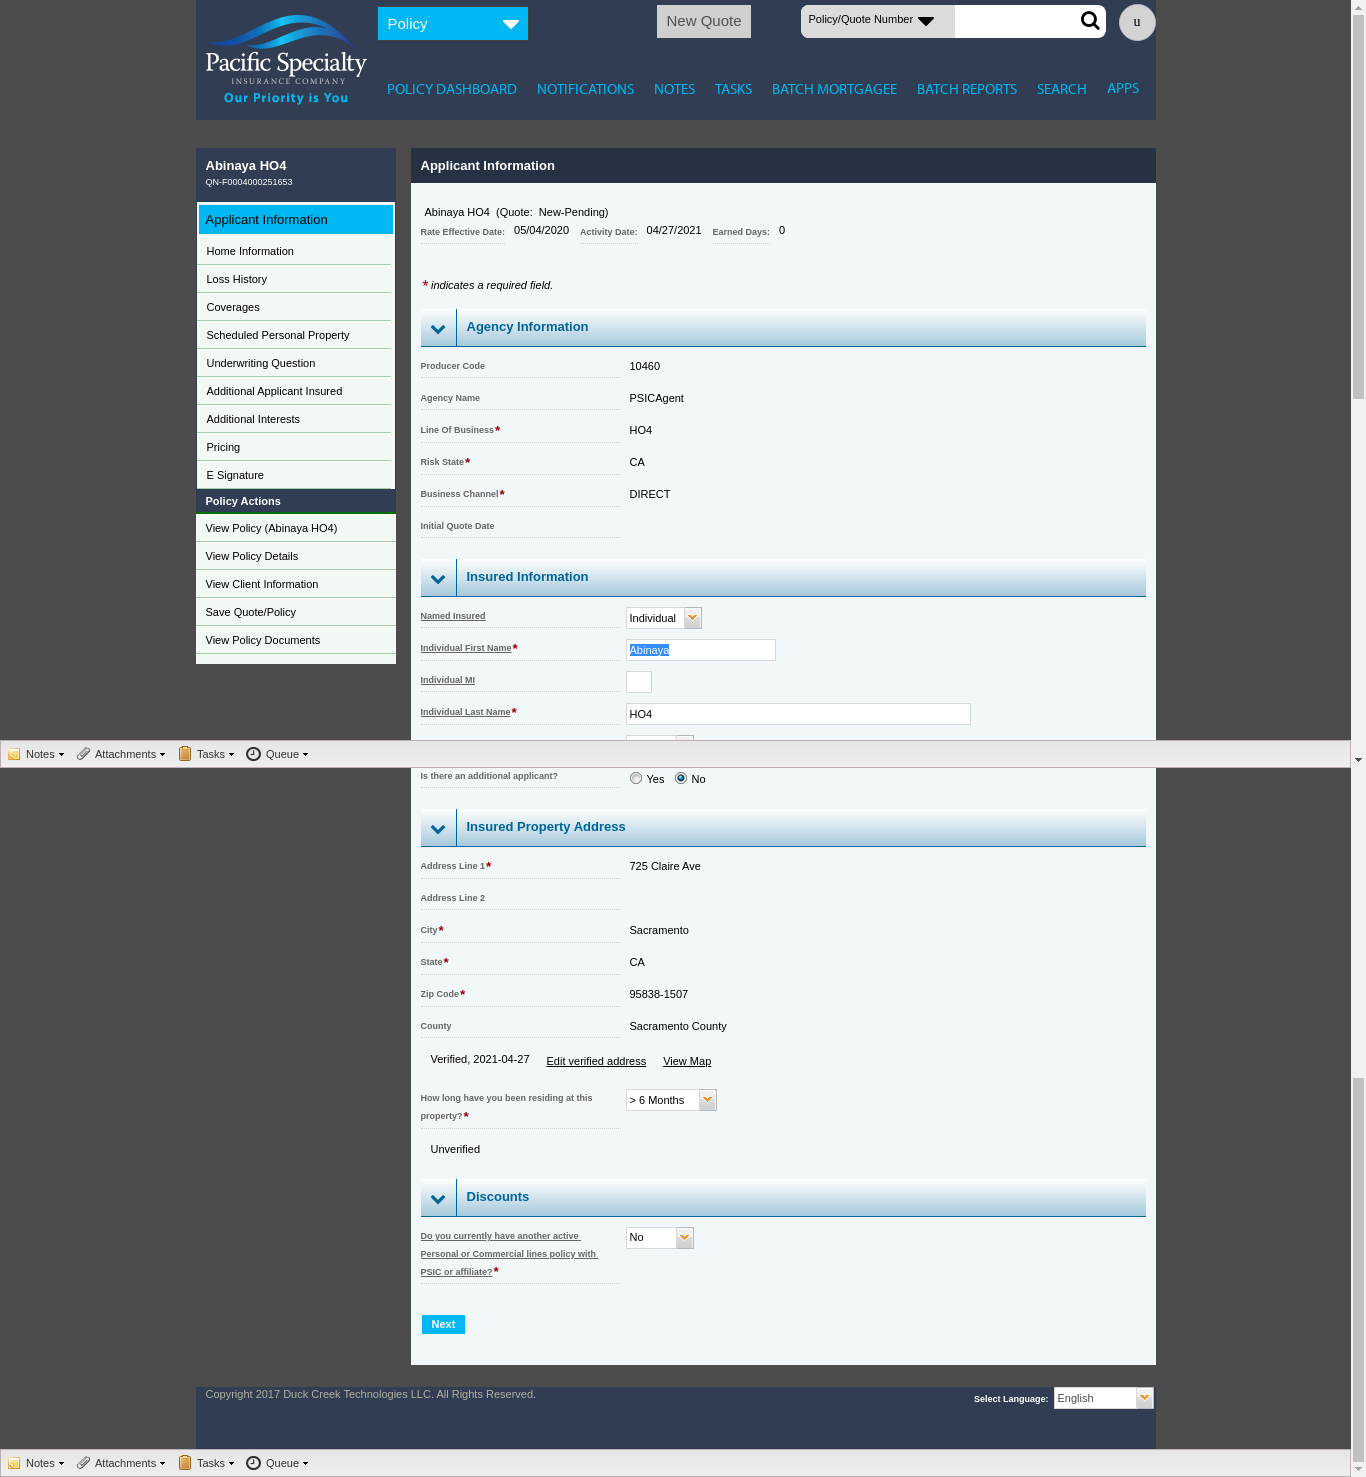 Policy
New Quote
Policy/Quote Number
u
Pacific Specialty
INSURANCE COMPANY
Our Priority is You
POLICY DASHBOARD NOTIFICATIONS NOTES TASKS BATCH MORTGAGEE BATCH REPORTS SEARCH APPS
Abinaya HO4
QN-F0004000251653
Applicant Information
Home Information
Loss History
Coverages
Scheduled Personal Property
Underwriting Question
Additional Applicant Insured
Additional Interests
Pricing
E Signature
Policy Actions
View Policy (Abinaya HO4)
View Policy Details
View Client Information
Save Quote/Policy
View Policy Documents
Applicant Information
Abinaya HO4 (Quote: New-Pending)
Rate Effective Date: 05/04/2020 Activity Date: 04/27/2021 Earned Days: 0
* indicates a required field.
Agency Information
Producer Code 10460
Agency Name PSICAgent
Line Of Business* HO4
Risk State* CA
Business Channel* DIRECT
Initial Quote Date
Insured Information
Named Insured Individual
Individual First Name* Abinaya
Individual MI
Individual Last Name* HO4
Notes Attachments Tasks Queue
Is there an additional applicant? Yes No
Insured Property Address
Address Line 1* 725 Claire Ave
Address Line 2
City* Sacramento
State* CA
Zip Code* 95838-1507
County Sacramento County
Verified, 2021-04-27 Edit verified address View Map
How long have you been residing at this > 6 Months
property?*
Unverified
Discounts
Do you currently have another active No
Personal or Commercial lines policy with
PSIC or affiliate?*
Next
Copyright 2017 Duck Creek Technologies LLC. All Rights Reserved.
Select Language: English
Notes Attachments Tasks Queue